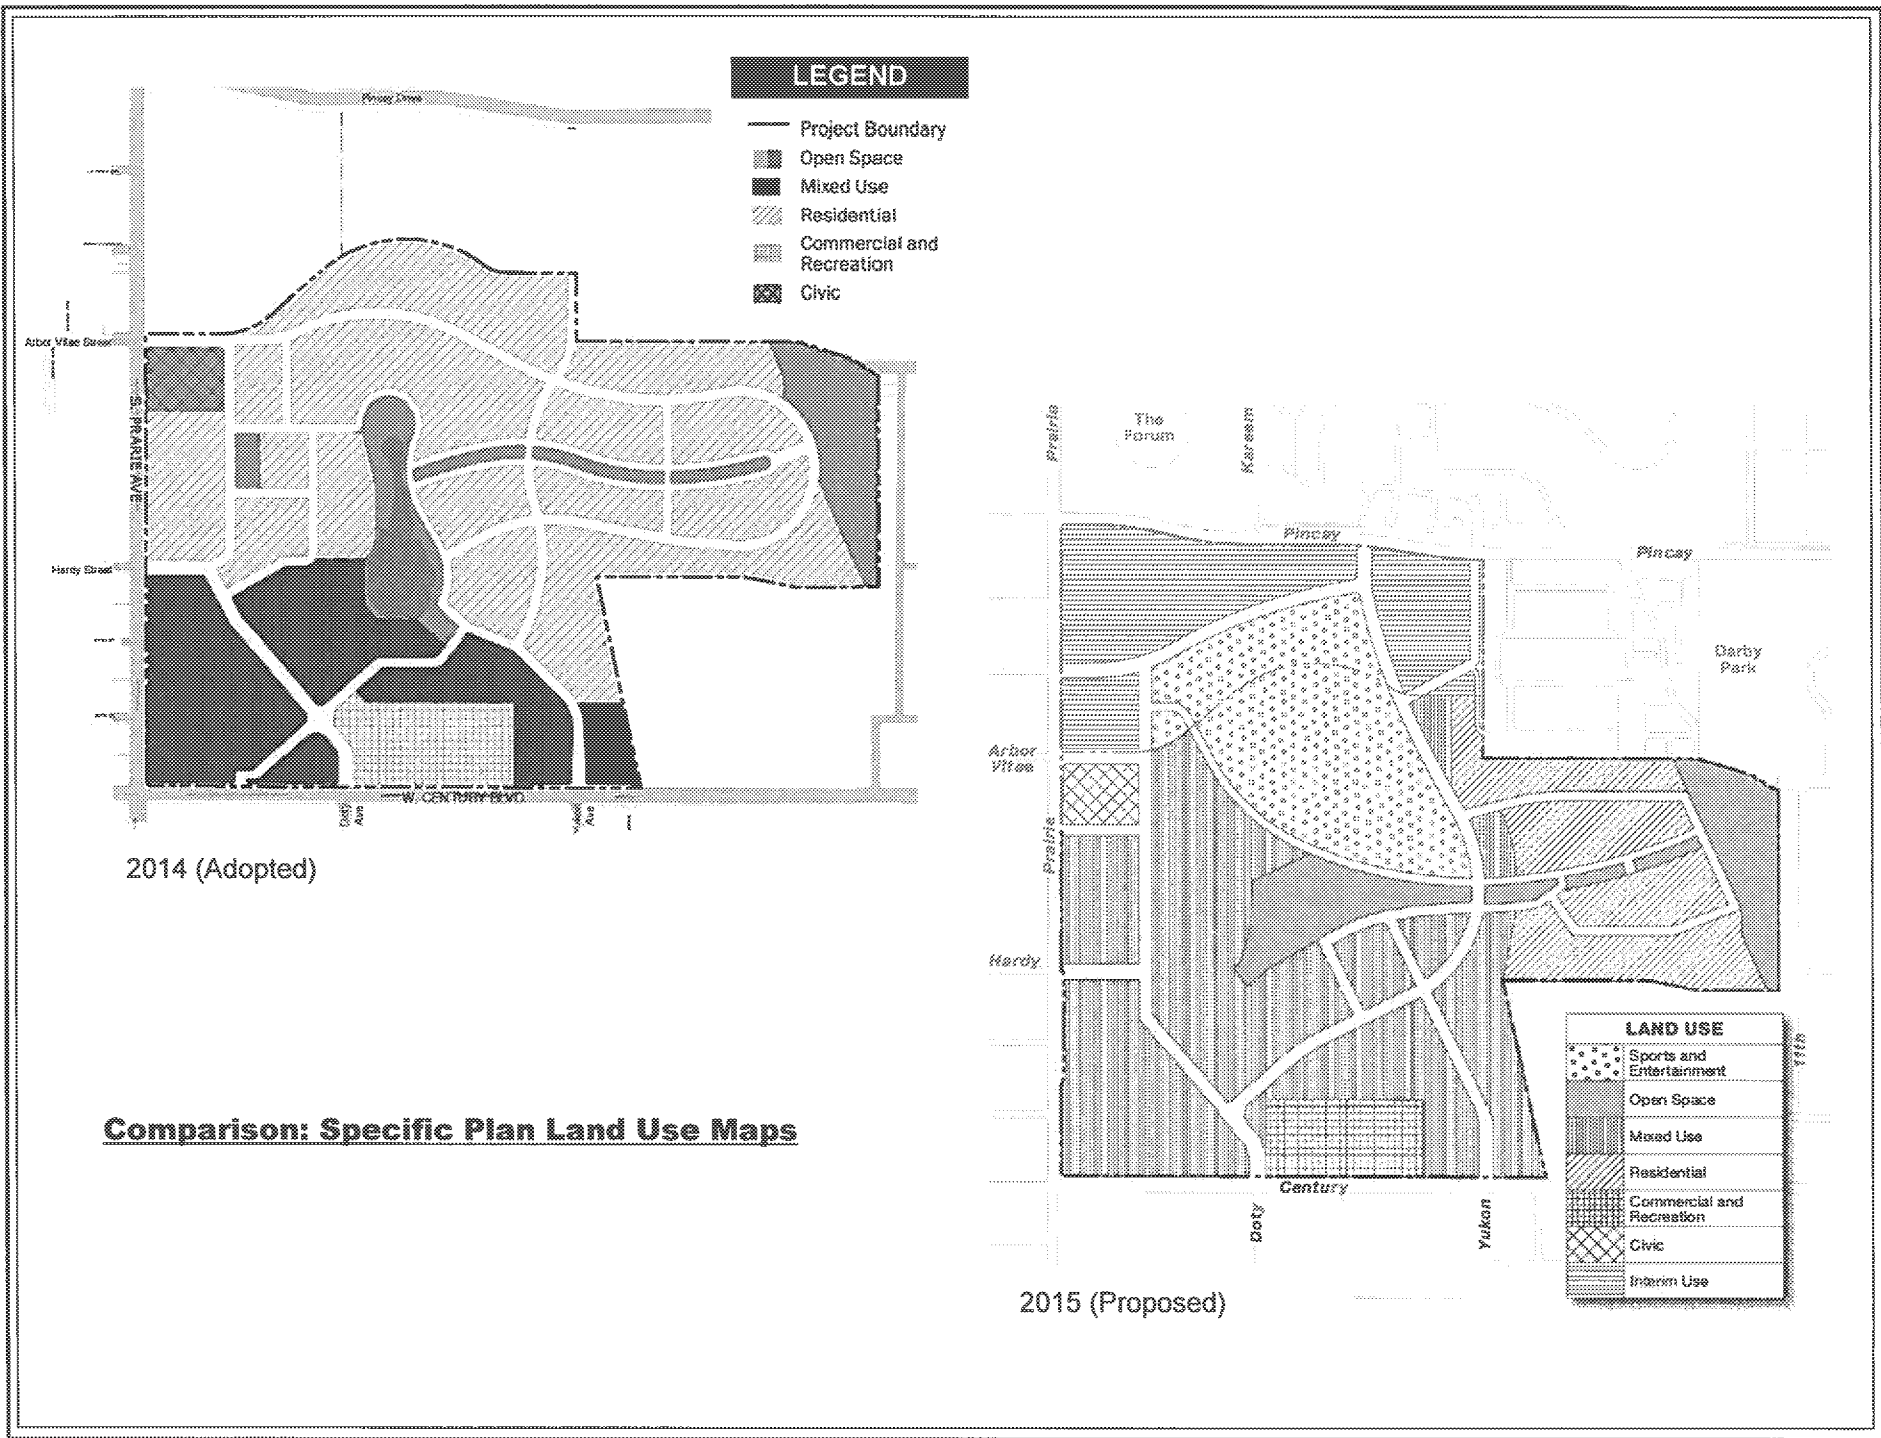 LEGEND
Project Boundary
Open Space
Mixed Use
Residential
Commercial and
Recreation
Civic
Pincay Drive
Arbor Vitae Street
S. PRARIE AVE.
Hardy Street
W. CENTURY BLVD.
Doty
Ave
Ave
2014 (Adopted)
Comparison: Specific Plan Land Use Maps
Prairie
The
Forum
Kareem
Pincay
Pincay
Darby
Park
Arbor
Vitae
Prairie
Hardy
Century
Doty
Yukon
11th
LAND USE
Sports and
Entertainment
Open Space
Mixed Use
Residential
Commercial and
Recreation
Civic
Interim Use
2015 (Proposed)